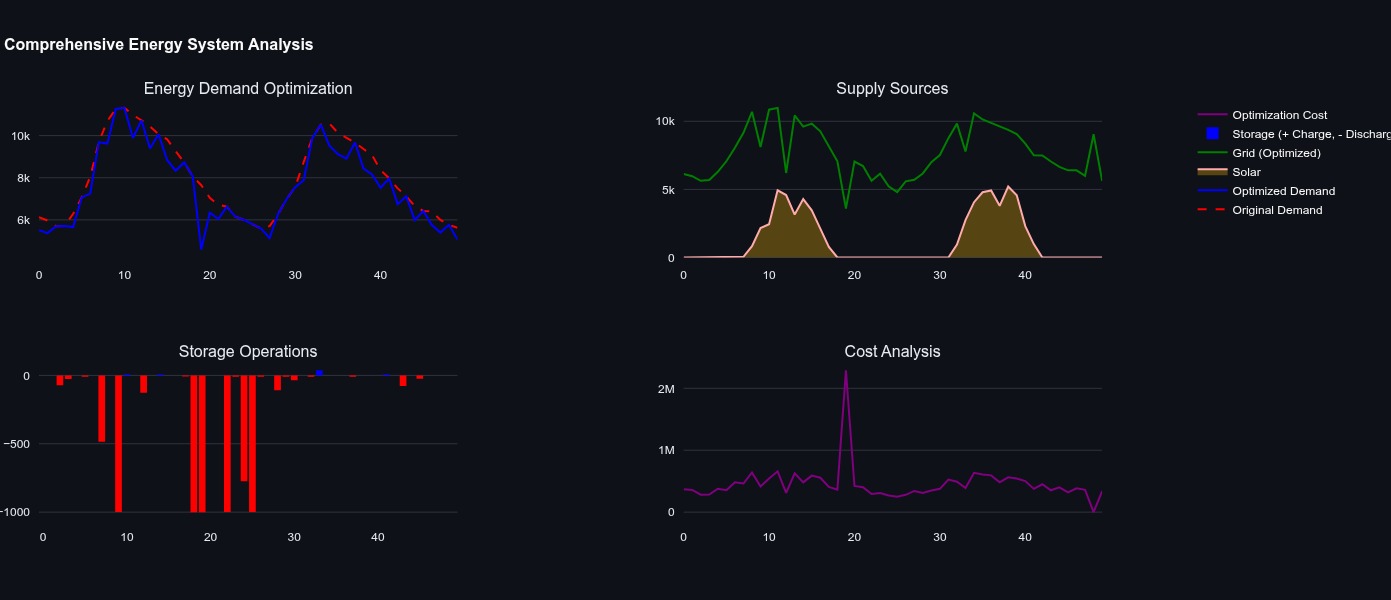 Comprehensive Energy System Analysis
Energy Demand Optimization
10k
8k
6k
0 10 20 30 40
Supply Sources
10k
5k
0
0 10 20 30 40
Optimization Cost
Storage (+ Charge, - Discharg
Grid (Optimized)
Solar
Optimized Demand
Original Demand
Storage Operations
0
−500
−1000
0 10 20 30 40
Cost Analysis
2M
1M
0
0 10 20 30 40